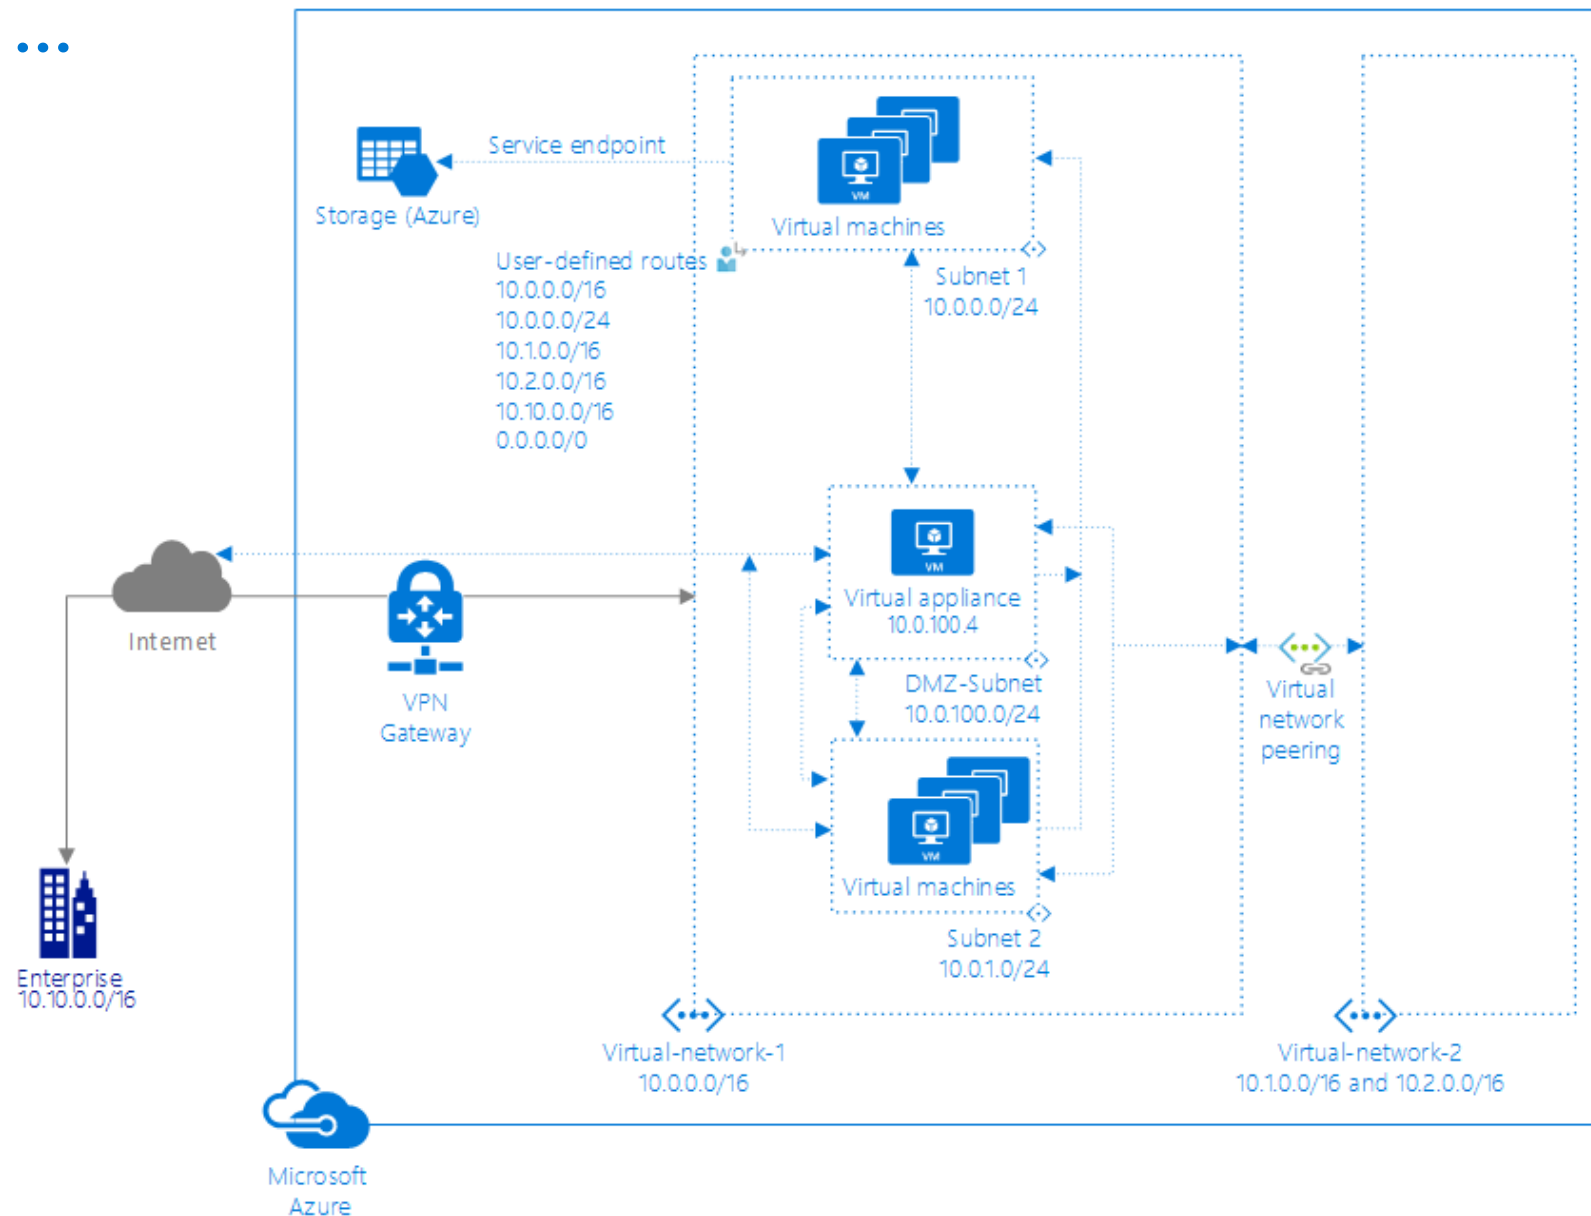 Service endpoint
VM
Storage (Azure)
Virtual machines
User-defined routes
10.0.0.0/16
10.0.0.0/24
10.1.0.0/16
10.2.0.0/16
10.10.0.0/16
0.0.0.0/0
Subnet 1
10.0.0.0/24
VM
Virtual appliance
10.0.100.4
Internet
DMZ-Subnet
10.0.100.0/24
VPN
Gateway
Virtual
network
peering
VM
Virtual machines
Subnet 2
10.0.1.0/24
Enterprise
10.10.0.0/16
Virtual-network-1
10.0.0.0/16
Virtual-network-2
10.1.0.0/16 and 10.2.0.0/16
Microsoft
Azure